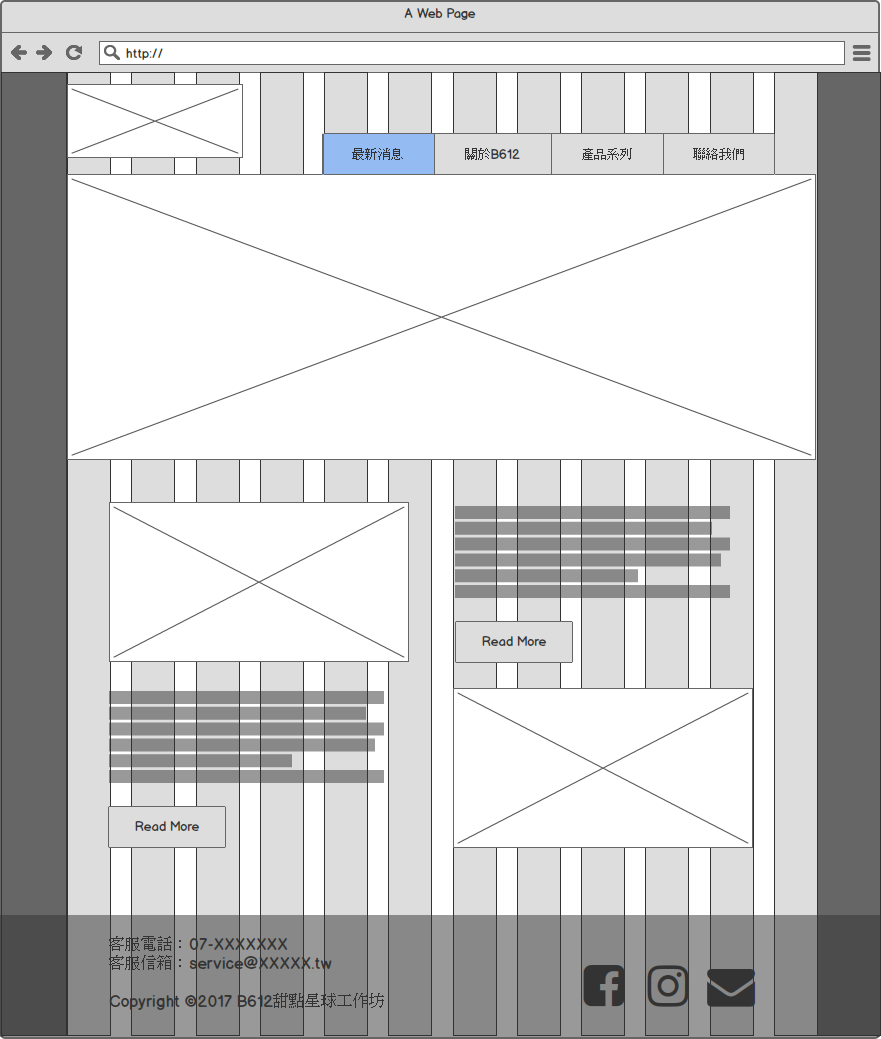 A Web Page
http://
最新消息
關於B612
產品系列
聯絡我們
Read More
Read More
客服電話：07-XXXXXXX
客服信箱：service@XXXXX.tw
Copyright ©2017 B612甜點星球工作坊